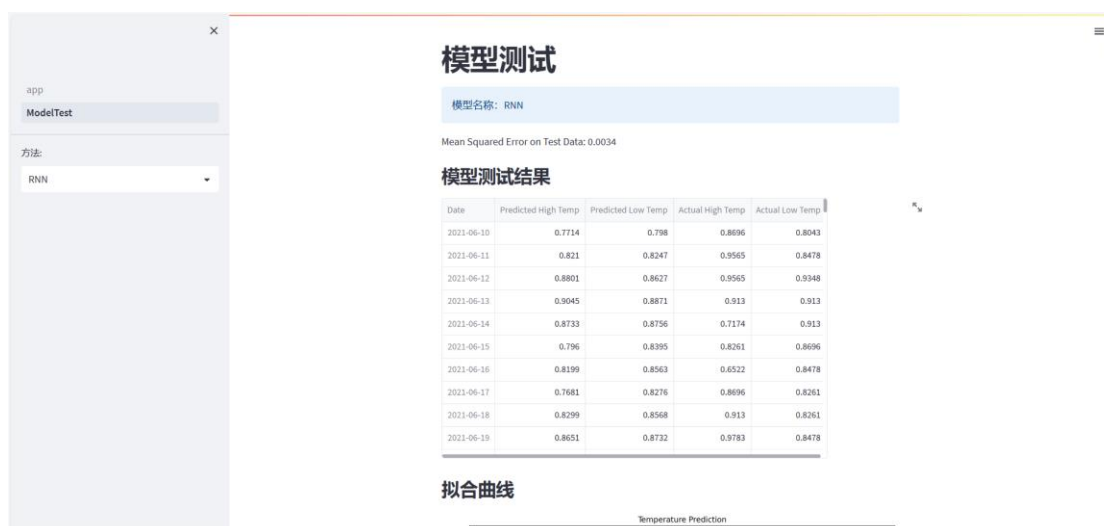 app
ModelTest
方法:
RNN
模型测试
模型名称: RNN
Mean Squared Error on Test Data: 0.0034
模型测试结果
Date Predicted High Temp Predicted Low Temp Actual High Temp Actual Low Temp
2021-06-10 0.7714 0.798 0.8696 0.8043
2021-06-11 0.821 0.8247 0.9565 0.8478
2021-06-12 0.8801 0.8627 0.9565 0.9348
2021-06-13 0.9045 0.8871 0.913 0.913
2021-06-14 0.8733 0.8756 0.7174 0.913
2021-06-15 0.796 0.8395 0.8261 0.8696
2021-06-16 0.8199 0.8563 0.6522 0.8478
2021-06-17 0.7681 0.8276 0.8696 0.8261
2021-06-18 0.8299 0.8568 0.913 0.8261
2021-06-19 0.8651 0.8732 0.9783 0.8478
拟合曲线
Temperature Prediction